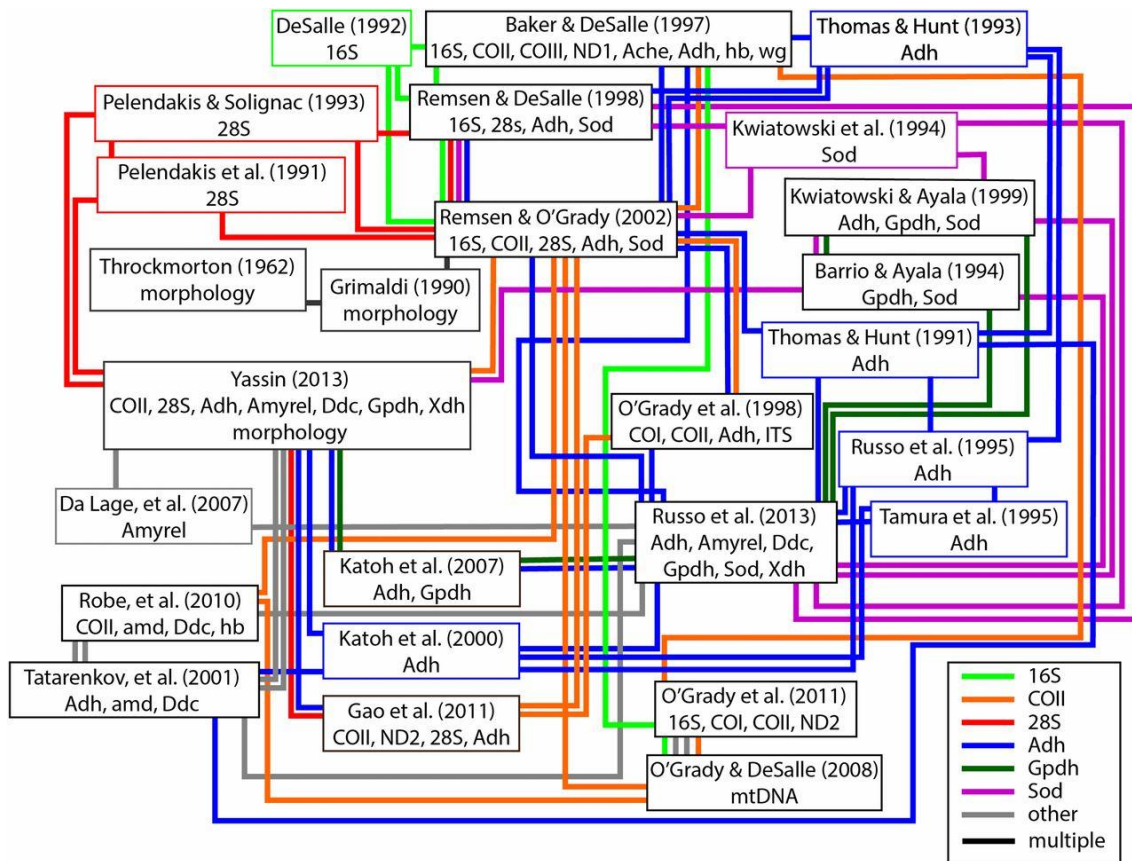 DeSalle (1992)
16S
Baker & DeSalle (1997)
16S, COII, COIII, ND1, Ache, Adh, hb, wg
Thomas & Hunt (1993)
Adh
Pelendakis & Solignac (1993)
28S
Remsen & DeSalle (1998)
16S, 28s, Adh, Sod
Kwiatowski et al. (1994)
Sod
Pelendakis et al. (1991)
28S
Kwiatowski & Ayala (1999)
Adh, Gpdh, Sod
Remsen & O'Grady (2002)
16S, COII, 28S, Adh, Sod
Throckmorton (1962)
morphology
Grimaldi (1990)
morphology
Barrio & Ayala (1994)
Gpdh, Sod
Thomas & Hunt (1991)
Adh
Yassin (2013)
COII, 28S, Adh, Amyrel, Ddc, Gpdh, Xdh
morphology
O'Grady et al. (1998)
COI, COII, Adh, ITS
Russo et al. (1995)
Adh
Da Lage, et al. (2007)
Amyrel
Russo et al. (2013)
Adh, Amyrel, Ddc,
Gpdh, Sod, Xdh
Tamura et al. (1995)
Adh
Katoh et al. (2007)
Adh, Gpdh
Robe, et al. (2010)
COII, amd, Ddc, hb
Katoh et al. (2000)
Adh
Tatarenkov, et al. (2001)
Adh, amd, Ddc
Gao et al. (2011)
COII, ND2, 28S, Adh
O'Grady et al. (2011)
16S, COI, COII, ND2
O'Grady & DeSalle (2008)
mtDNA
16S
COII
28S
Adh
Gpdh
Sod
other
multiple